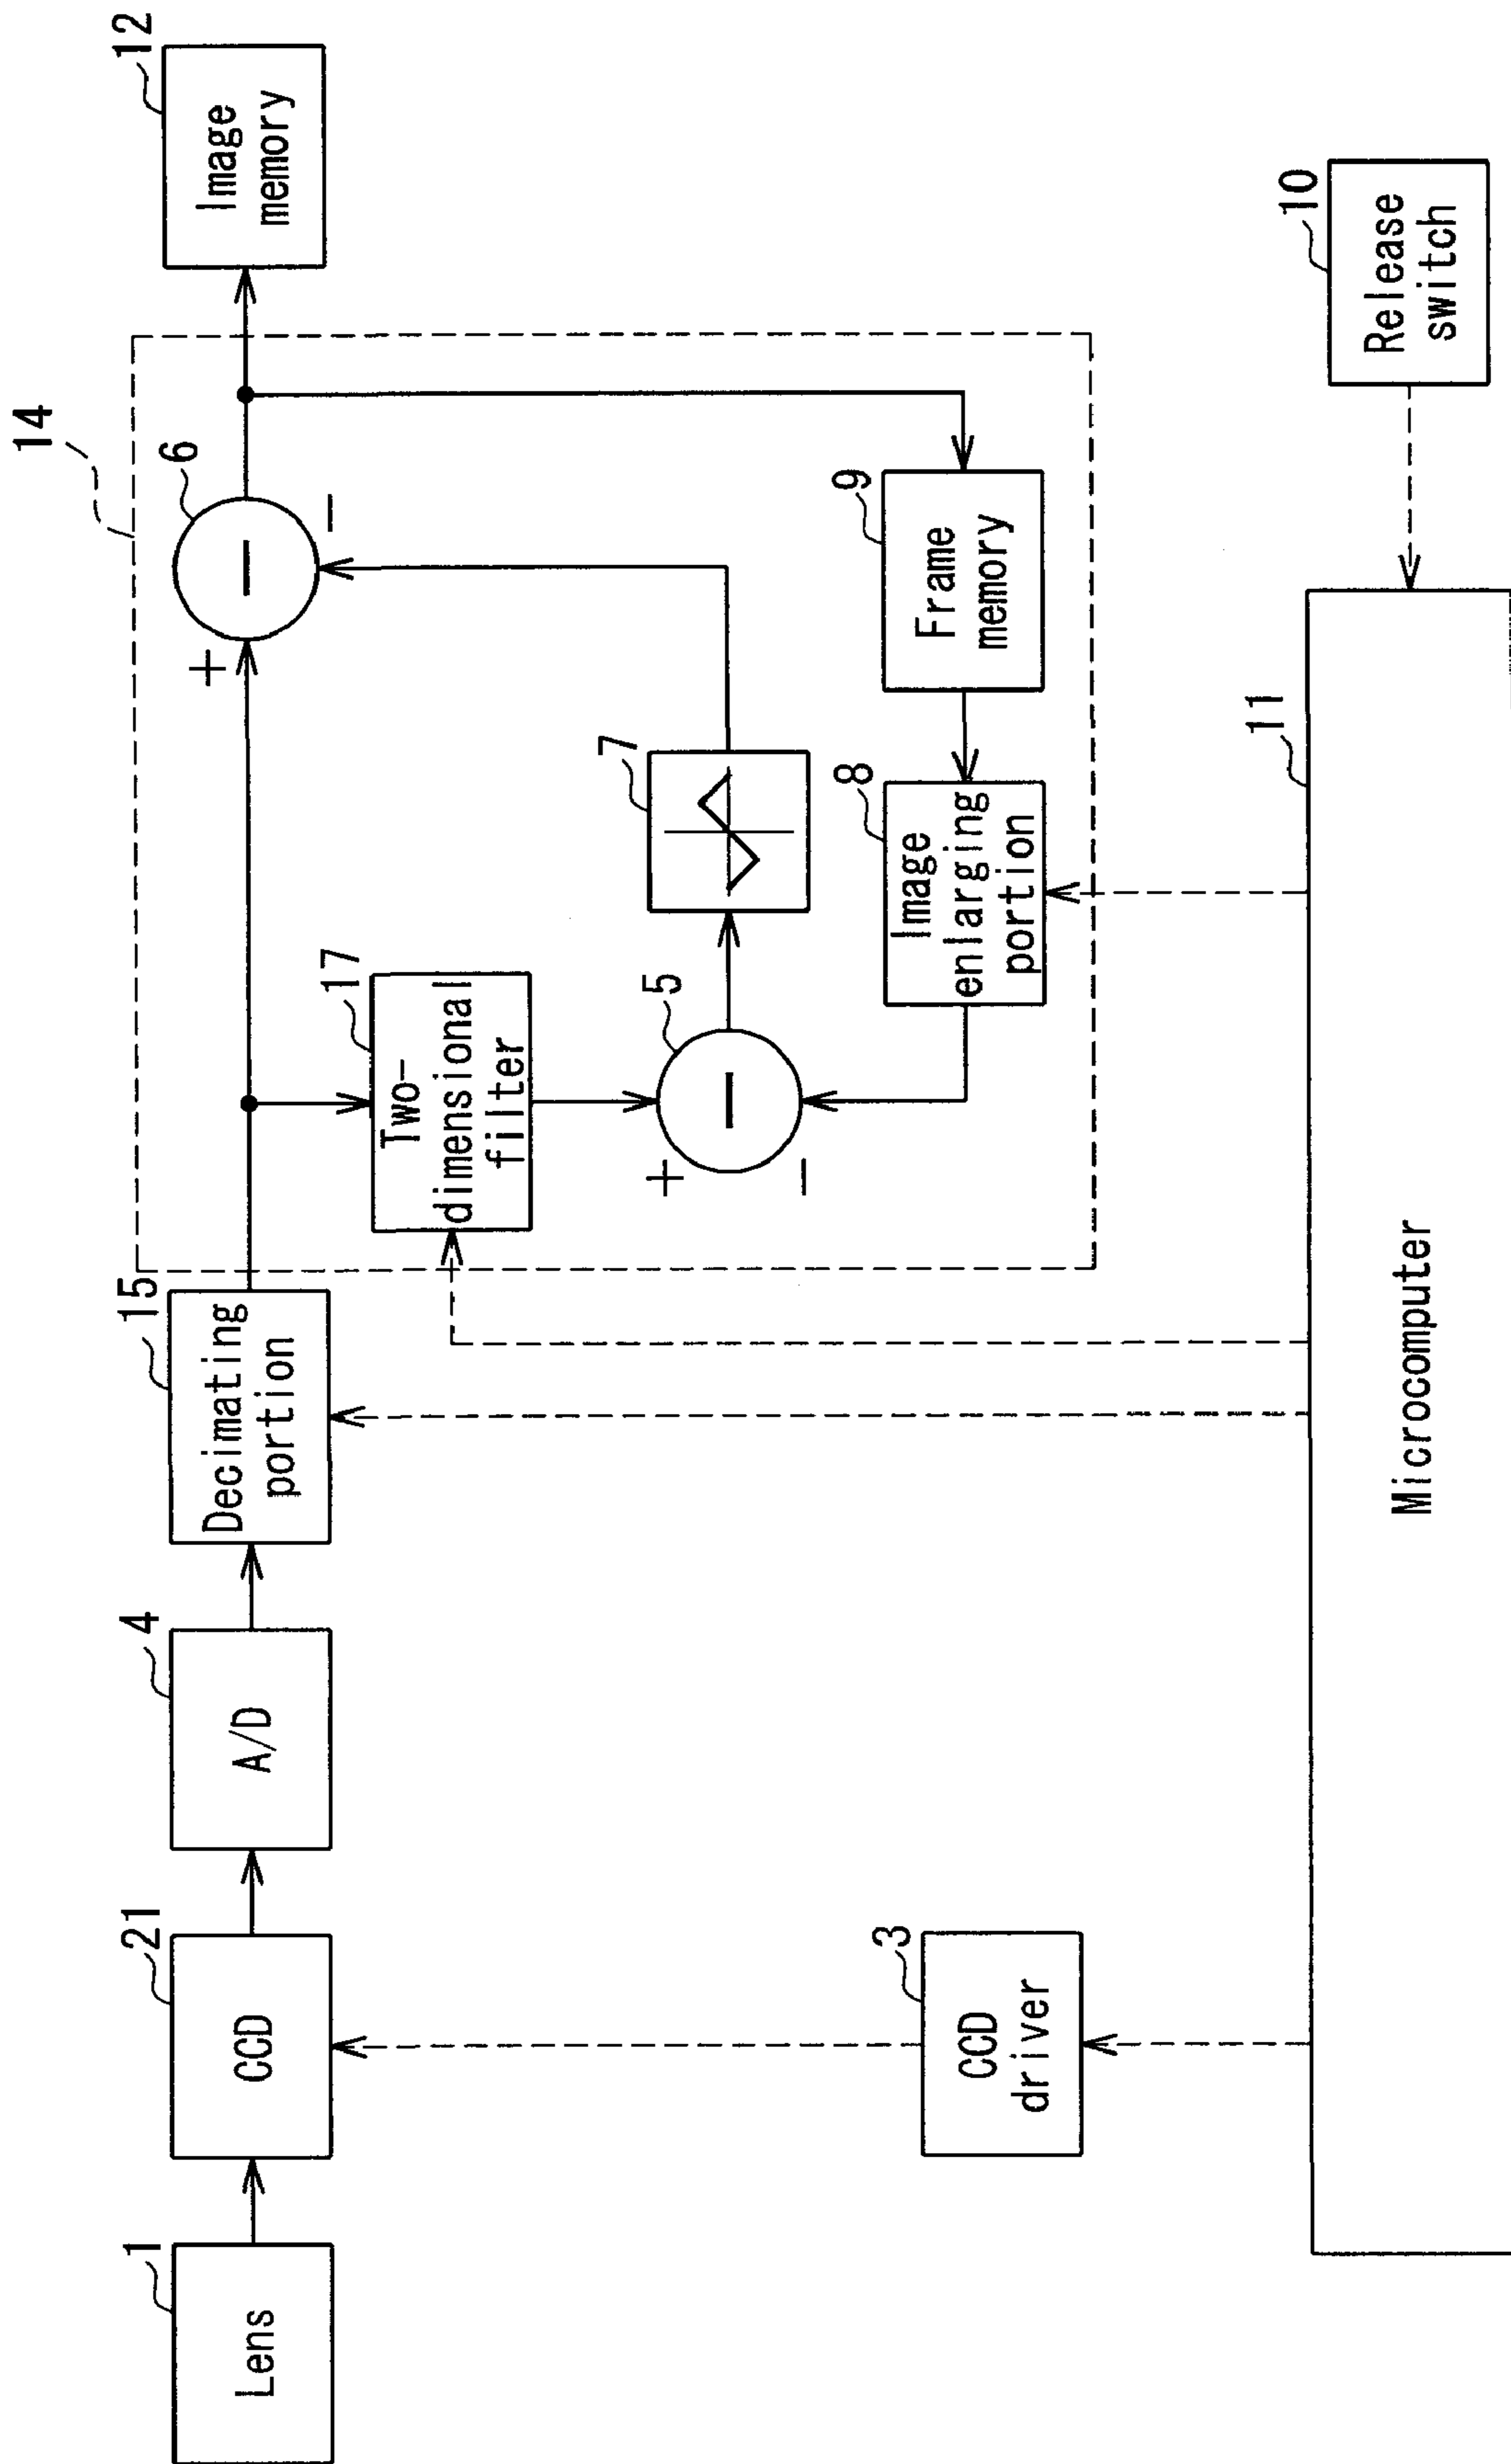 14
1
Lens
21
CCD
4
A/D
15
Decimating
portion
+
6
−
−
12
Image
memory
17
Two-
dimensional
filter
+
5
−
−
7
8
Image
enlarging
portion
9
Frame
memory
3
CCD
driver
11
Microcomputer
10
Release
switch